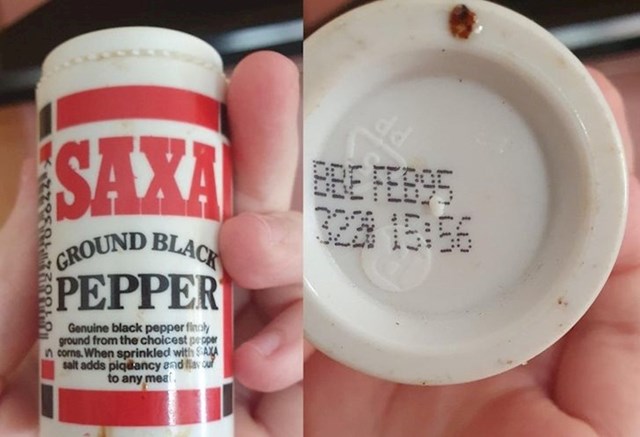 SAXA
GROUND BLACK
PEPPER
Genuine black pepper finely
ground from the choicest pepper
corns. When sprinkled with SAXA
salt adds piquancy and flavour
to any meal.
PP
BBE FEB95
15:56